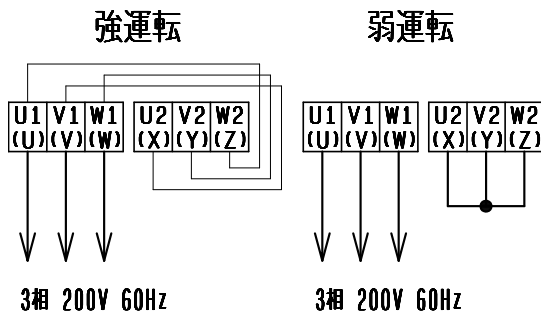 強運転 弱運転
U1 V1 W1 U2 V2 W2 U1 V1 W1 U2 V2 W2
(U) (V) (W) (X) (Y) (Z) (U) (V) (W) (X) (Y) (Z)
3相 200V 60Hz 3相 200V 60Hz